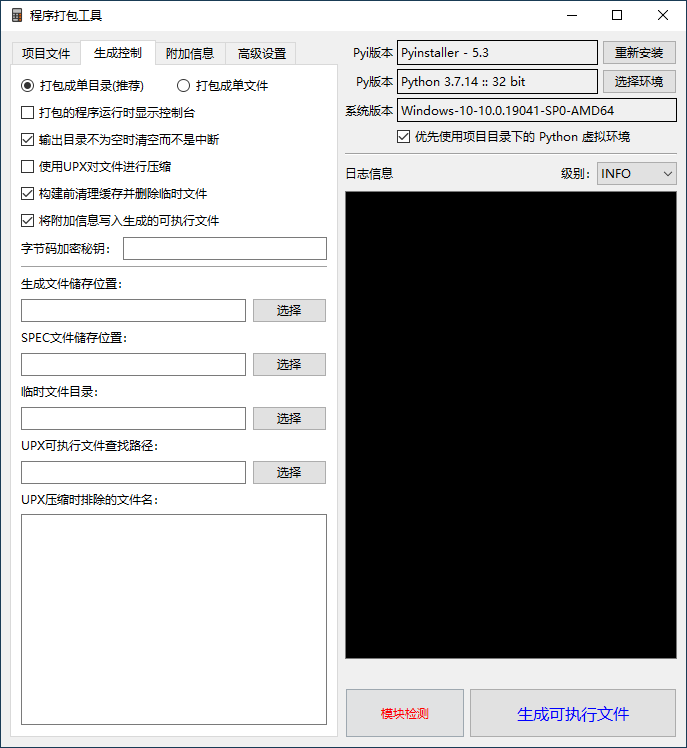 程序打包工具
项目文件 生成控制 附加信息 高级设置
打包成单目录(推荐) 打包成单文件
打包的程序运行时显示控制台
输出目录不为空时清空而不是中断
使用UPX对文件进行压缩
构建前清理缓存并删除临时文件
将附加信息写入生成的可执行文件
字节码加密秘钥：
生成文件储存位置：
选择
SPEC文件储存位置：
选择
临时文件目录：
选择
UPX可执行文件查找路径：
选择
UPX压缩时排除的文件名：
Pyi版本 Pyinstaller - 5.3 重新安装
Py版本 Python 3.7.14 :: 32 bit 选择环境
系统版本 Windows-10-10.0.19041-SP0-AMD64
优先使用项目目录下的 Python 虚拟环境
日志信息 级别： INFO
模块检测 生成可执行文件